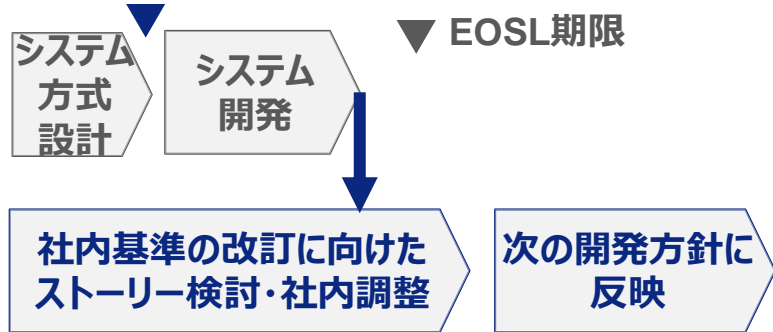 ▼ EOSL期限
システム
方式
設計
システム
開発
社内基準の改訂に向けた
ストーリー検討・社内調整
次の開発方針に
反映